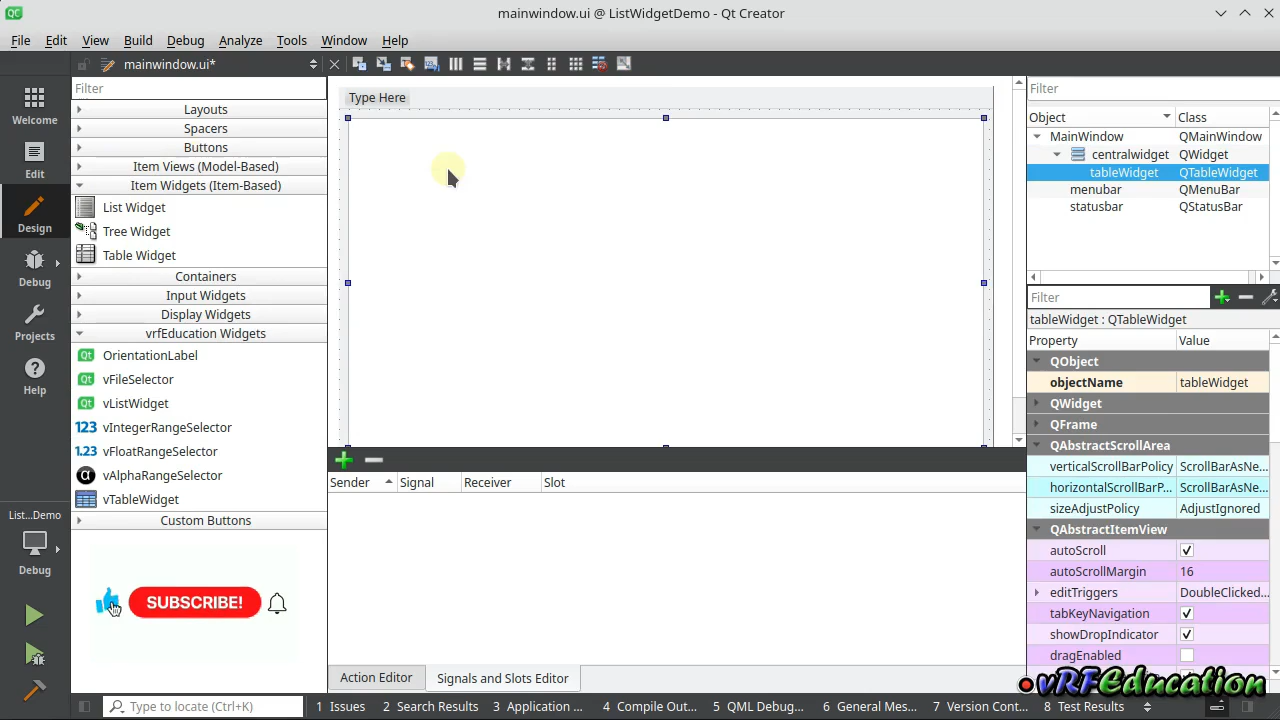 mainwindow.ui @ ListWidgetDemo - Qt Creator
File Edit View Build Debug Analyze Tools Window Help
mainwindow.ui*
Welcome
Edit
Design
Debug
Projects
Help
List...Demo
Debug
Filter
Layouts
Spacers
Buttons
Item Views (Model-Based)
Item Widgets (Item-Based)
List Widget
Tree Widget
Table Widget
Containers
Input Widgets
Display Widgets
vrfEducation Widgets
OrientationLabel
vFileSelector
vListWidget
123 vIntegerRangeSelector
1.23 vFloatRangeSelector
α vAlphaRangeSelector
vTableWidget
Custom Buttons
SUBSCRIBE!
Type Here
Sender Signal Receiver Slot
Action Editor Signals and Slots Editor
Filter
Object Class
MainWindow QMainWindow
centralwidget QWidget
tableWidget QTableWidget
menubar QMenuBar
statusbar QStatusBar
Filter
tableWidget : QTableWidget
Property Value
QObject
objectName tableWidget
QWidget
QFrame
QAbstractScrollArea
verticalScrollBarPolicy ScrollBarAsNe...
horizontalScrollBarP... ScrollBarAsNe...
sizeAdjustPolicy AdjustIgnored
QAbstractItemView
autoScroll
autoScrollMargin 16
editTriggers DoubleClicked...
tabKeyNavigation
showDropIndicator
dragEnabled
vRFEducation
Type to locate (Ctrl+K) 1 Issues 2 Search Results 3 Application ... 4 Compile Out... 5 QML Debug... 6 General Mes... 7 Version Cont... 8 Test Results